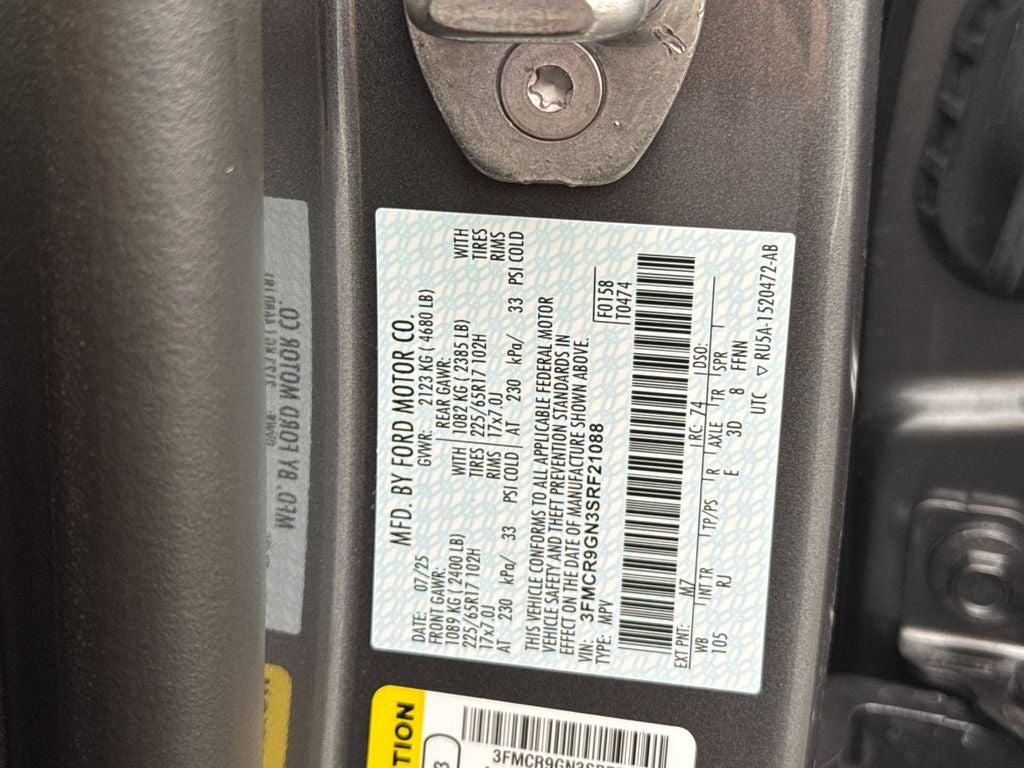 MFD. BY FORD MOTOR CO.
DATE: 07/25 GVWR: 2123 KG ( 4680 LB)
FRONT GAWR: REAR GAWR:
1089 KG ( 2400 LB) WITH 1082 KG ( 2385 LB) WITH
225/65R17 102H TIRES 225/65R17 102H TIRES
17x7.0J RIMS 17x7.0J RIMS
AT 230 kPa/ 33 PSI COLD AT 230 kPa/ 33 PSI COLD
THIS VEHICLE CONFORMS TO ALL APPLICABLE FEDERAL MOTOR
VEHICLE SAFETY AND THEFT PREVENTION STANDARDS IN
EFFECT ON THE DATE OF MANUFACTURE SHOWN ABOVE.
VIN: 3FMCR9GN3SRF21088
TYPE: MPV
F0158
T0474
EXT PNT: M7 RC: 74 DSO:
WB INT TR TP/PS R AXLE TR SPR
105 RJ E 3D 8 FFNN
UTC ▽ RU5A-1520472-AB
TION
3FMCR9GN3SR
MFD. BY FORD MOTOR CO.